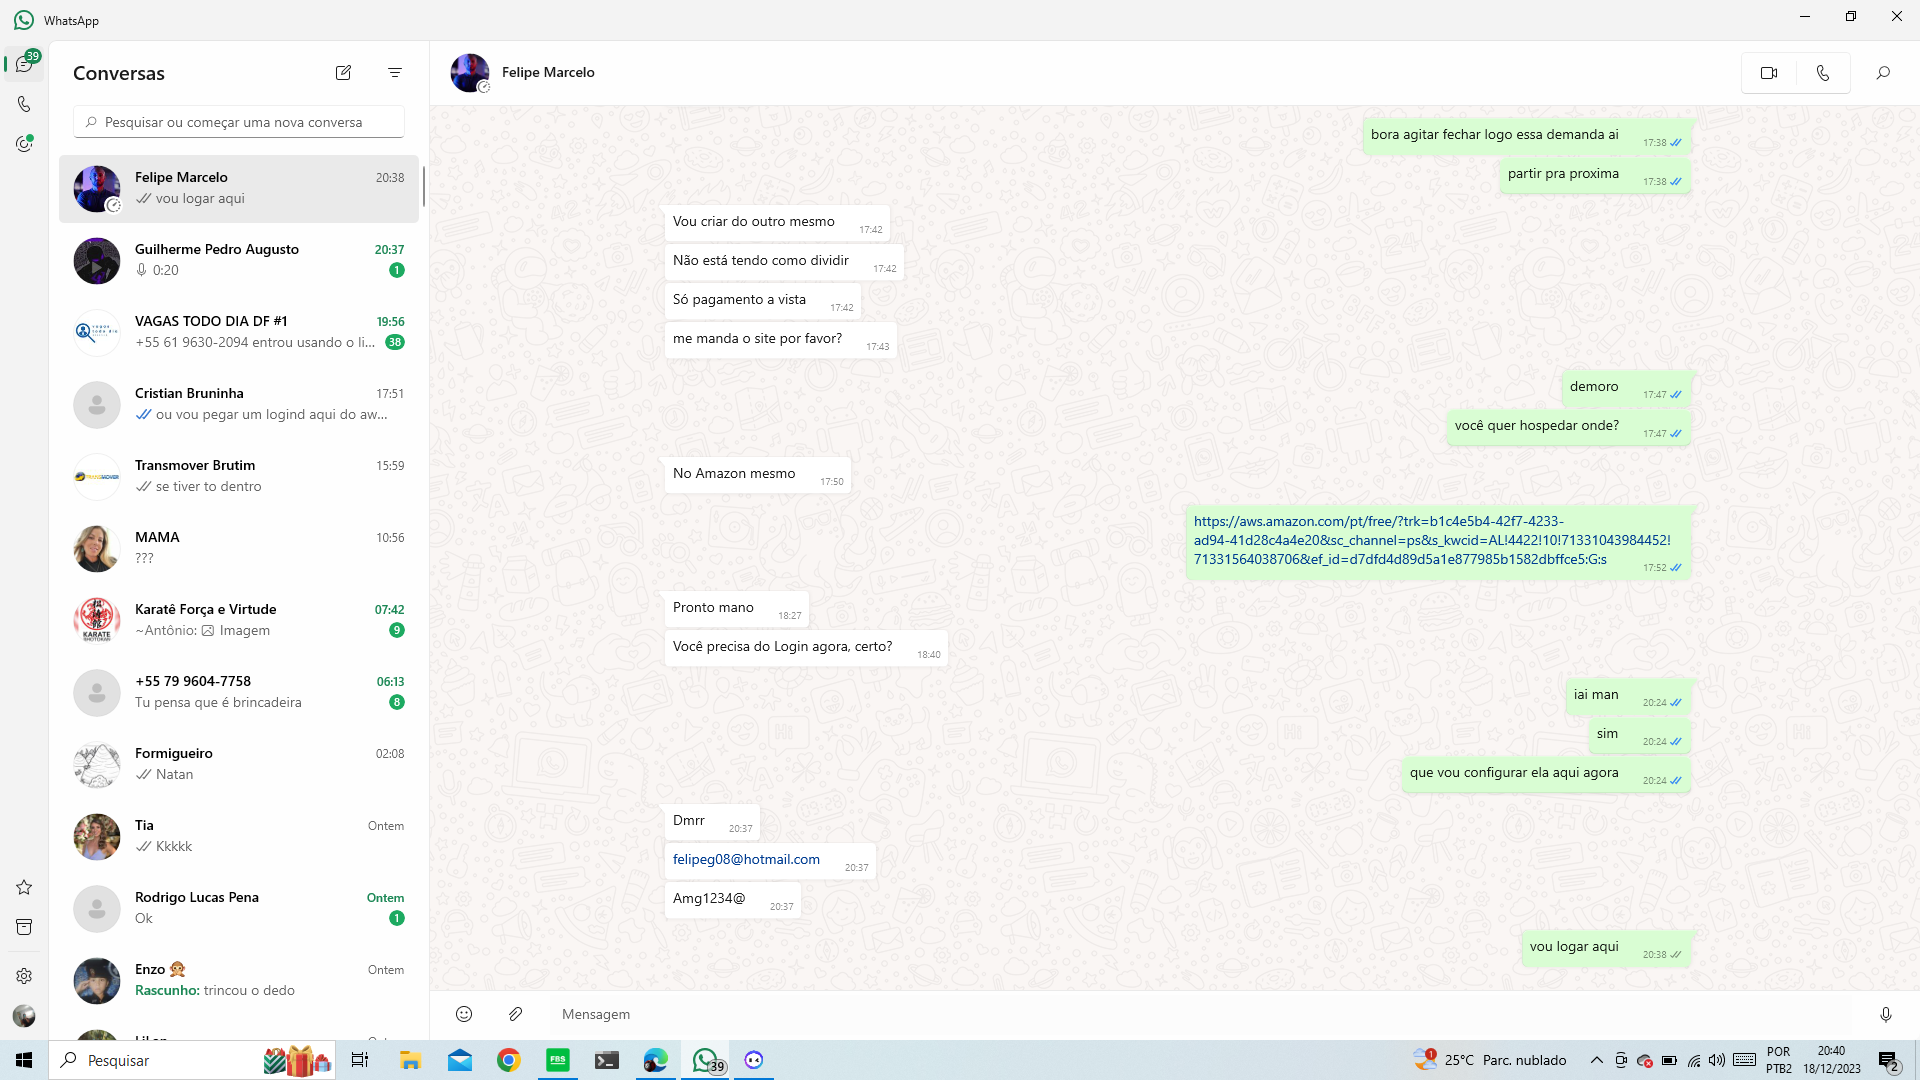 WhatsApp
39
Conversas
Pesquisar ou começar uma nova conversa
Felipe Marcelo
20:38
vou logar aqui
Guilherme Pedro Augusto
20:37
0:20
1
VAGAS TODO DIA DF #1
19:56
+55 61 9630-2094 entrou usando o li...
38
Cristian Bruninha
17:51
ou vou pegar um logind aqui do aw...
Transmover Brutim
15:59
se tiver to dentro
MAMA
10:56
???
Karatê Força e Virtude
07:42
~Antônio: Imagem
9
KARATE
+55 79 9604-7758
06:13
Tu pensa que é brincadeira
8
Formigueiro
02:08
Natan
Tia
Ontem
Kkkkk
Rodrigo Lucas Pena
Ontem
Ok
1
Enzo 🙊
Ontem
Rascunho: trincou o dedo
Felipe Marcelo
bora agitar fechar logo essa demanda ai
17:38
partir pra proxima
17:38
Vou criar do outro mesmo
17:42
Não está tendo como dividir
17:42
Só pagamento a vista
17:42
me manda o site por favor?
17:43
demoro
17:47
você quer hospedar onde?
17:47
No Amazon mesmo
17:50
https://aws.amazon.com/pt/free/?trk=b1c4e5b4-42f7-4233-
ad94-41d28c4a4e20&sc_channel=ps&s_kwcid=AL!4422!10!71331043984452!
71331564038706&ef_id=d7dfd4d89d5a1e877985b1582dbffce5:G:s
17:52
Pronto mano
18:27
Você precisa do Login agora, certo?
18:40
iai man
20:24
sim
20:24
que vou configurar ela aqui agora
20:24
Dmrr
20:37
felipeg08@hotmail.com
20:37
Amg1234@
20:37
vou logar aqui
20:38
Mensagem
Pesquisar
FBS
39
1
25°C Parc. nublado
POR
PTB2
20:40
18/12/2023
2